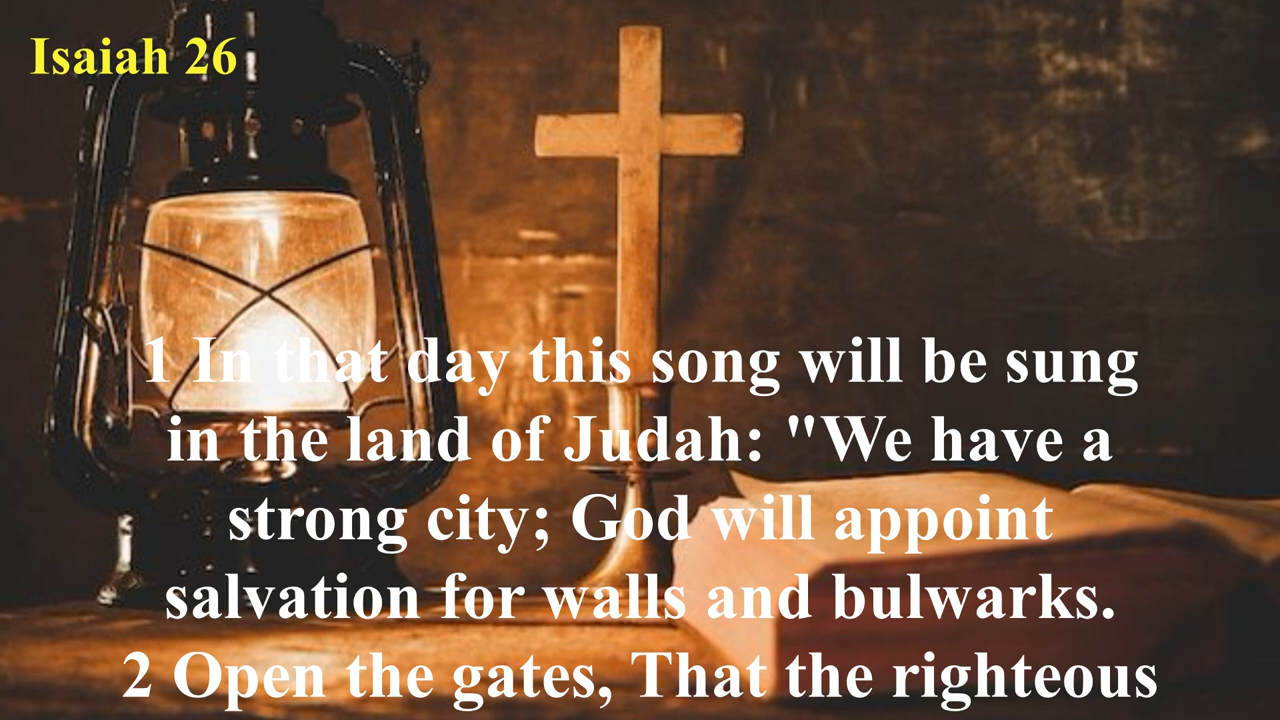 Isaiah 26
1 In that day this song will be sung
in the land of Judah: "We have a
strong city; God will appoint
salvation for walls and bulwarks.
2 Open the gates, That the righteous